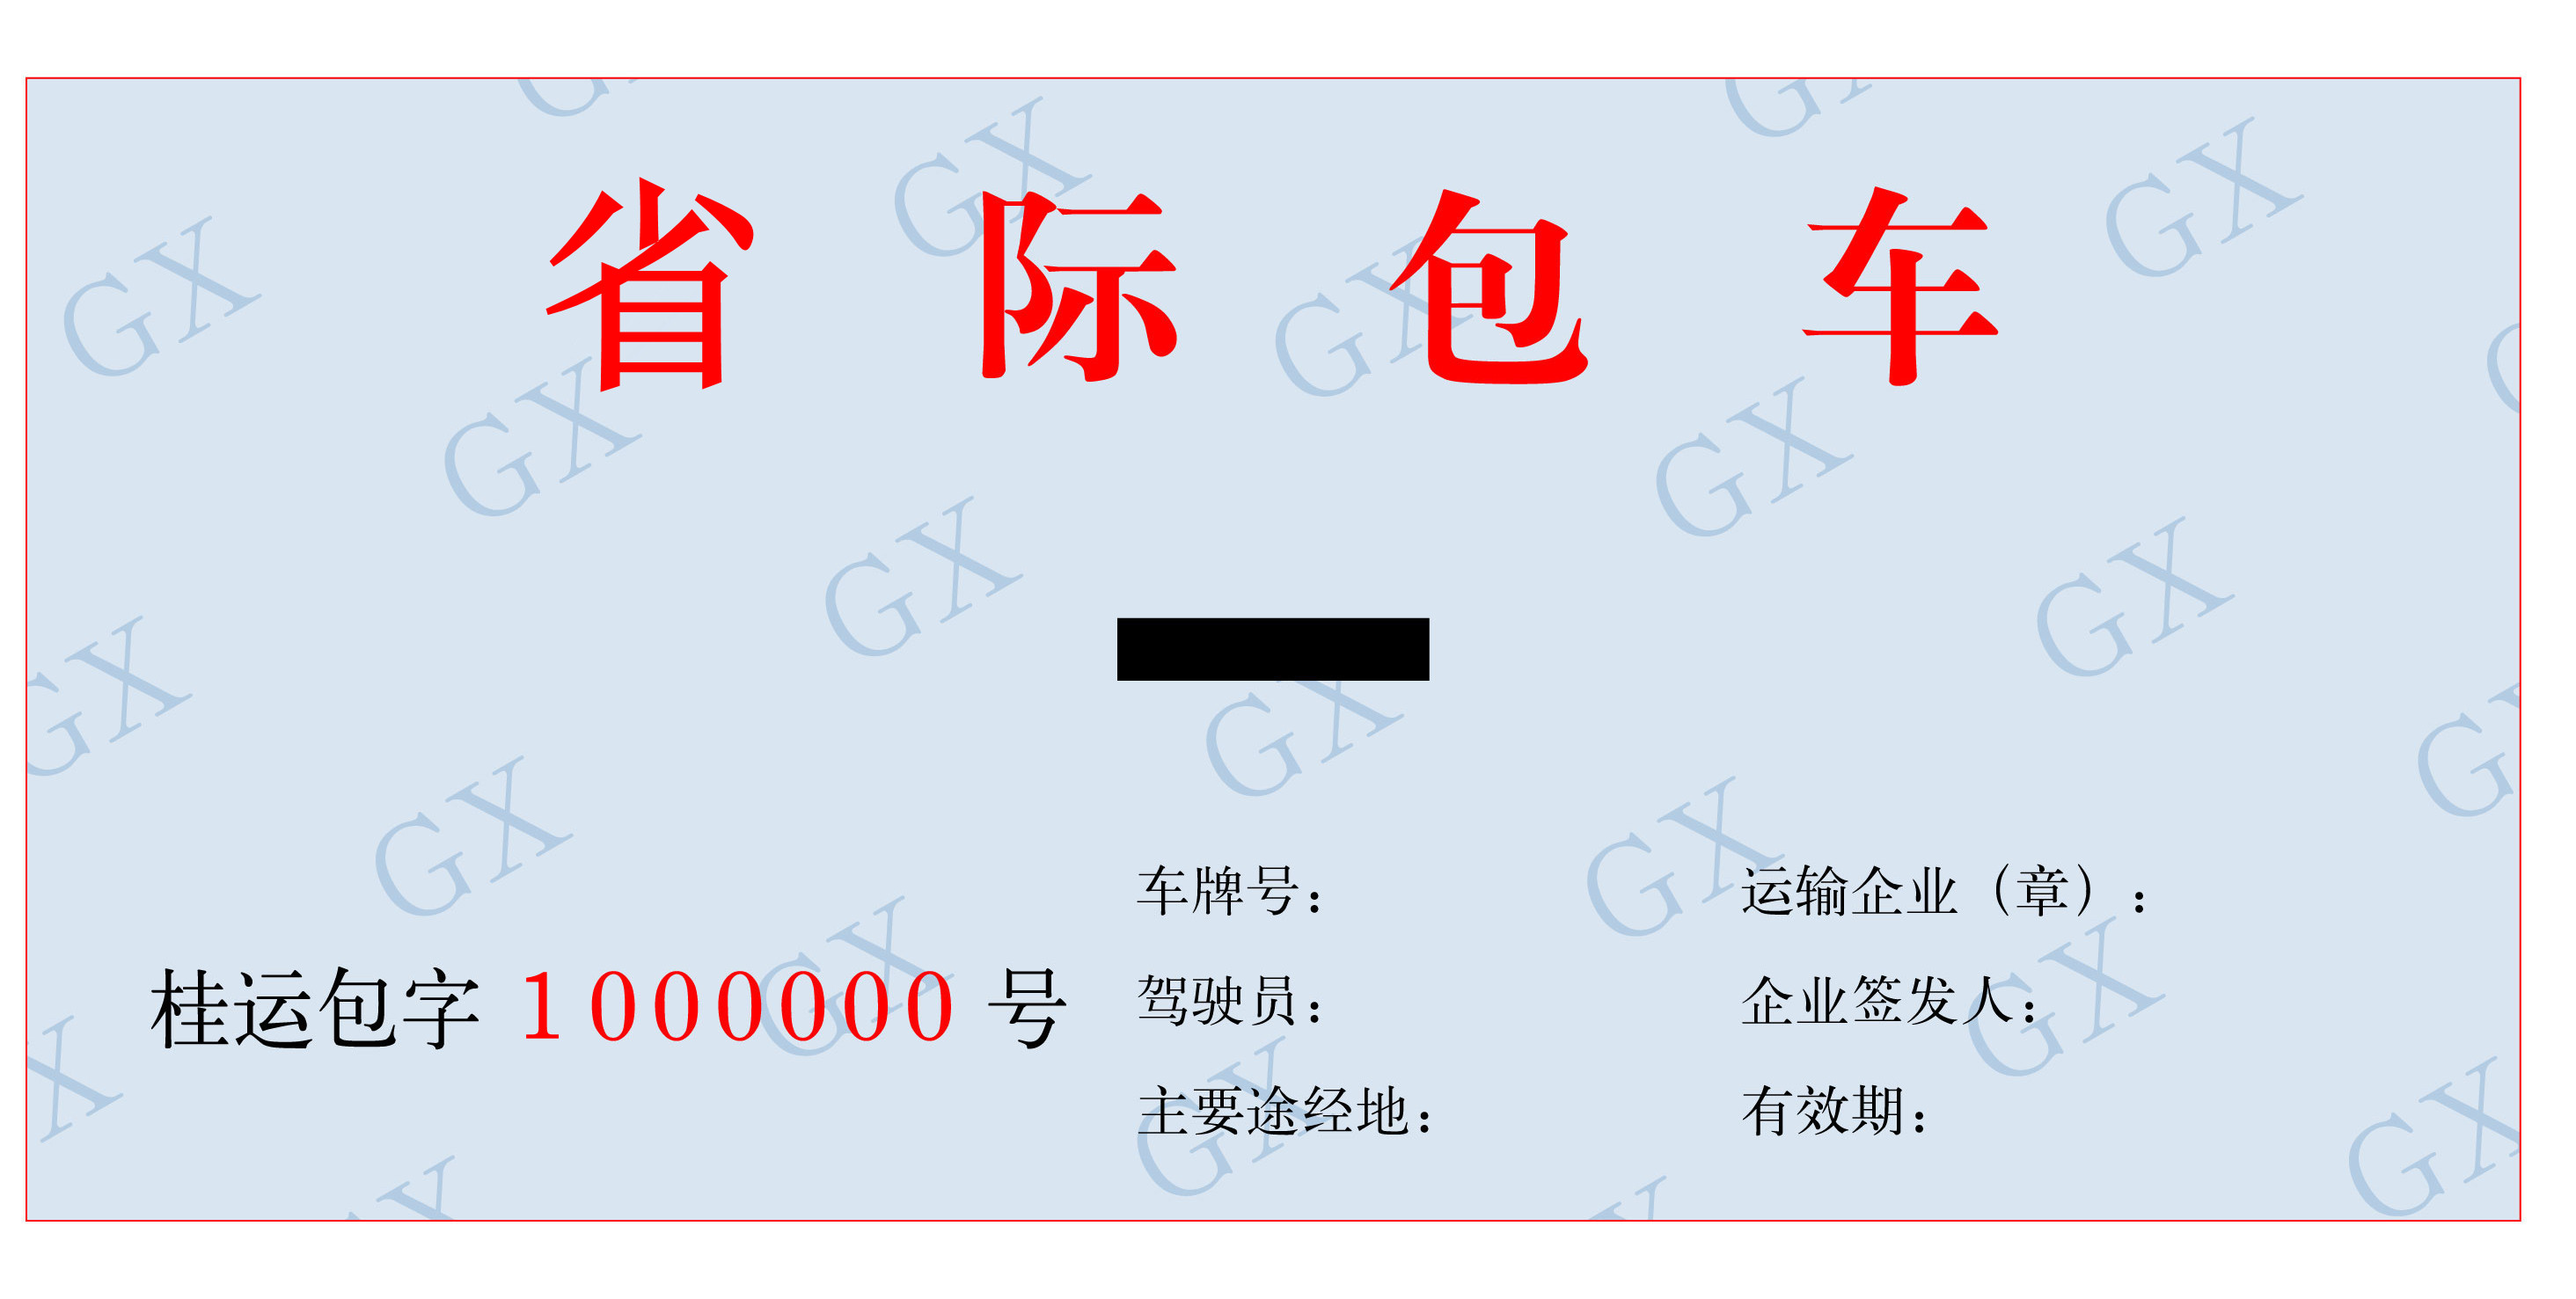 省际包车
车牌号：
运输企业（章）：
桂运包字 1000000 号
驾驶员：
企业签发人：
主要途经地：
有效期：
GX